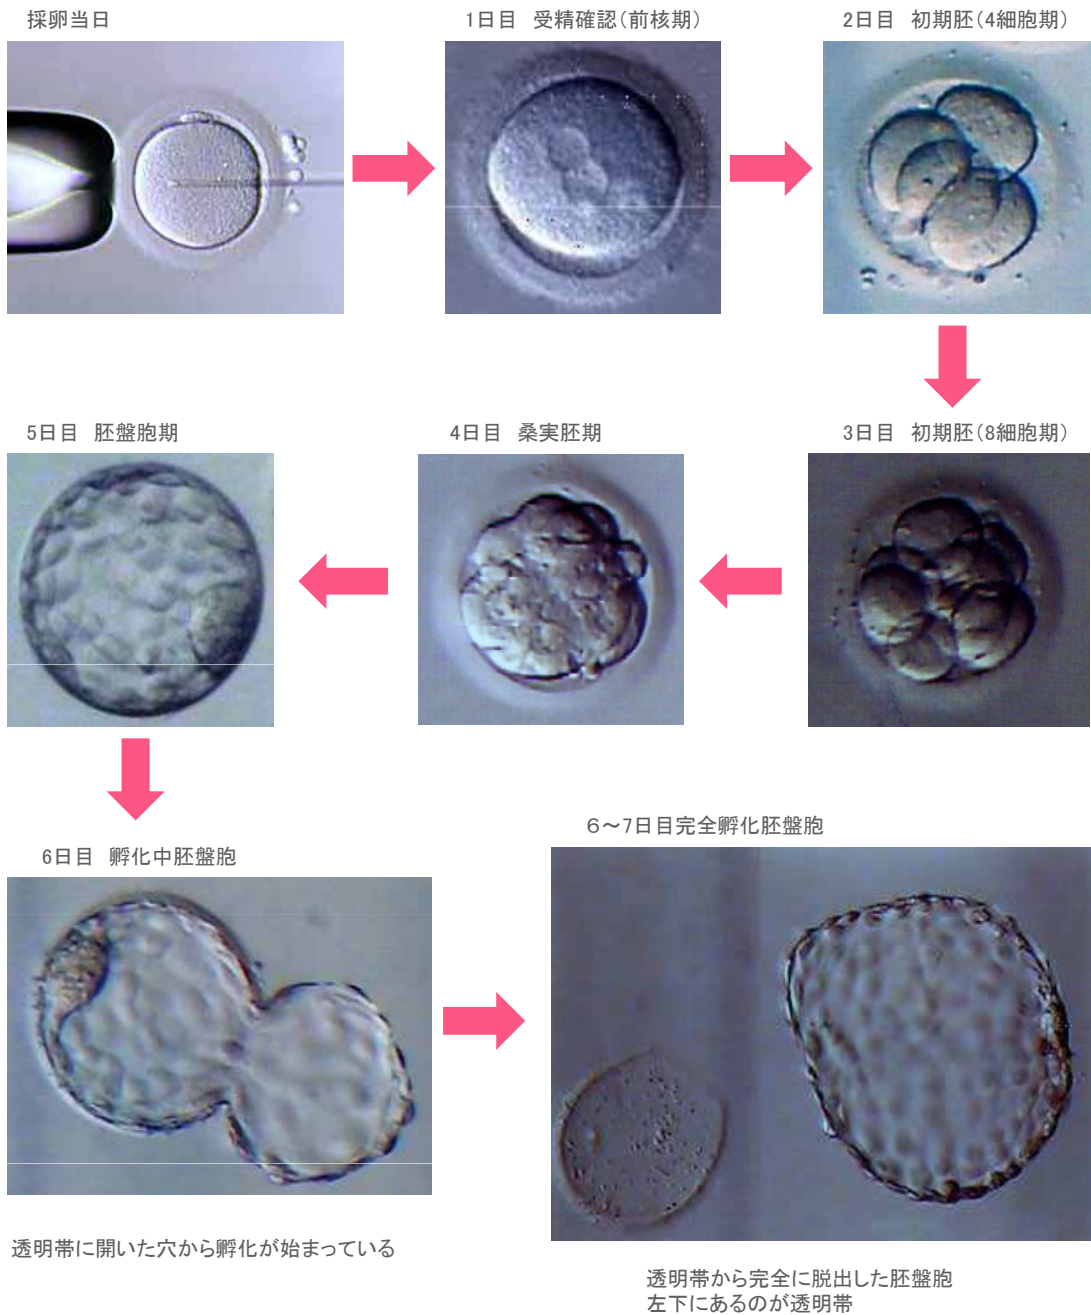 採卵当日
1日目　受精確認（前核期）
2日目　初期胚（4細胞期）
5日目　胚盤胞期
4日目　桑実胚期
3日目　初期胚（8細胞期）
6日目　孵化中胚盤胞
６～7日目完全孵化胚盤胞
透明帯に開いた穴から孵化が始まっている
透明帯から完全に脱出した胚盤胞
左下にあるのが透明帯